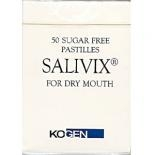 50 SUGAR FREE
PASTILLES
SALIVIX®
FOR DRY MOUTH
KOGEN